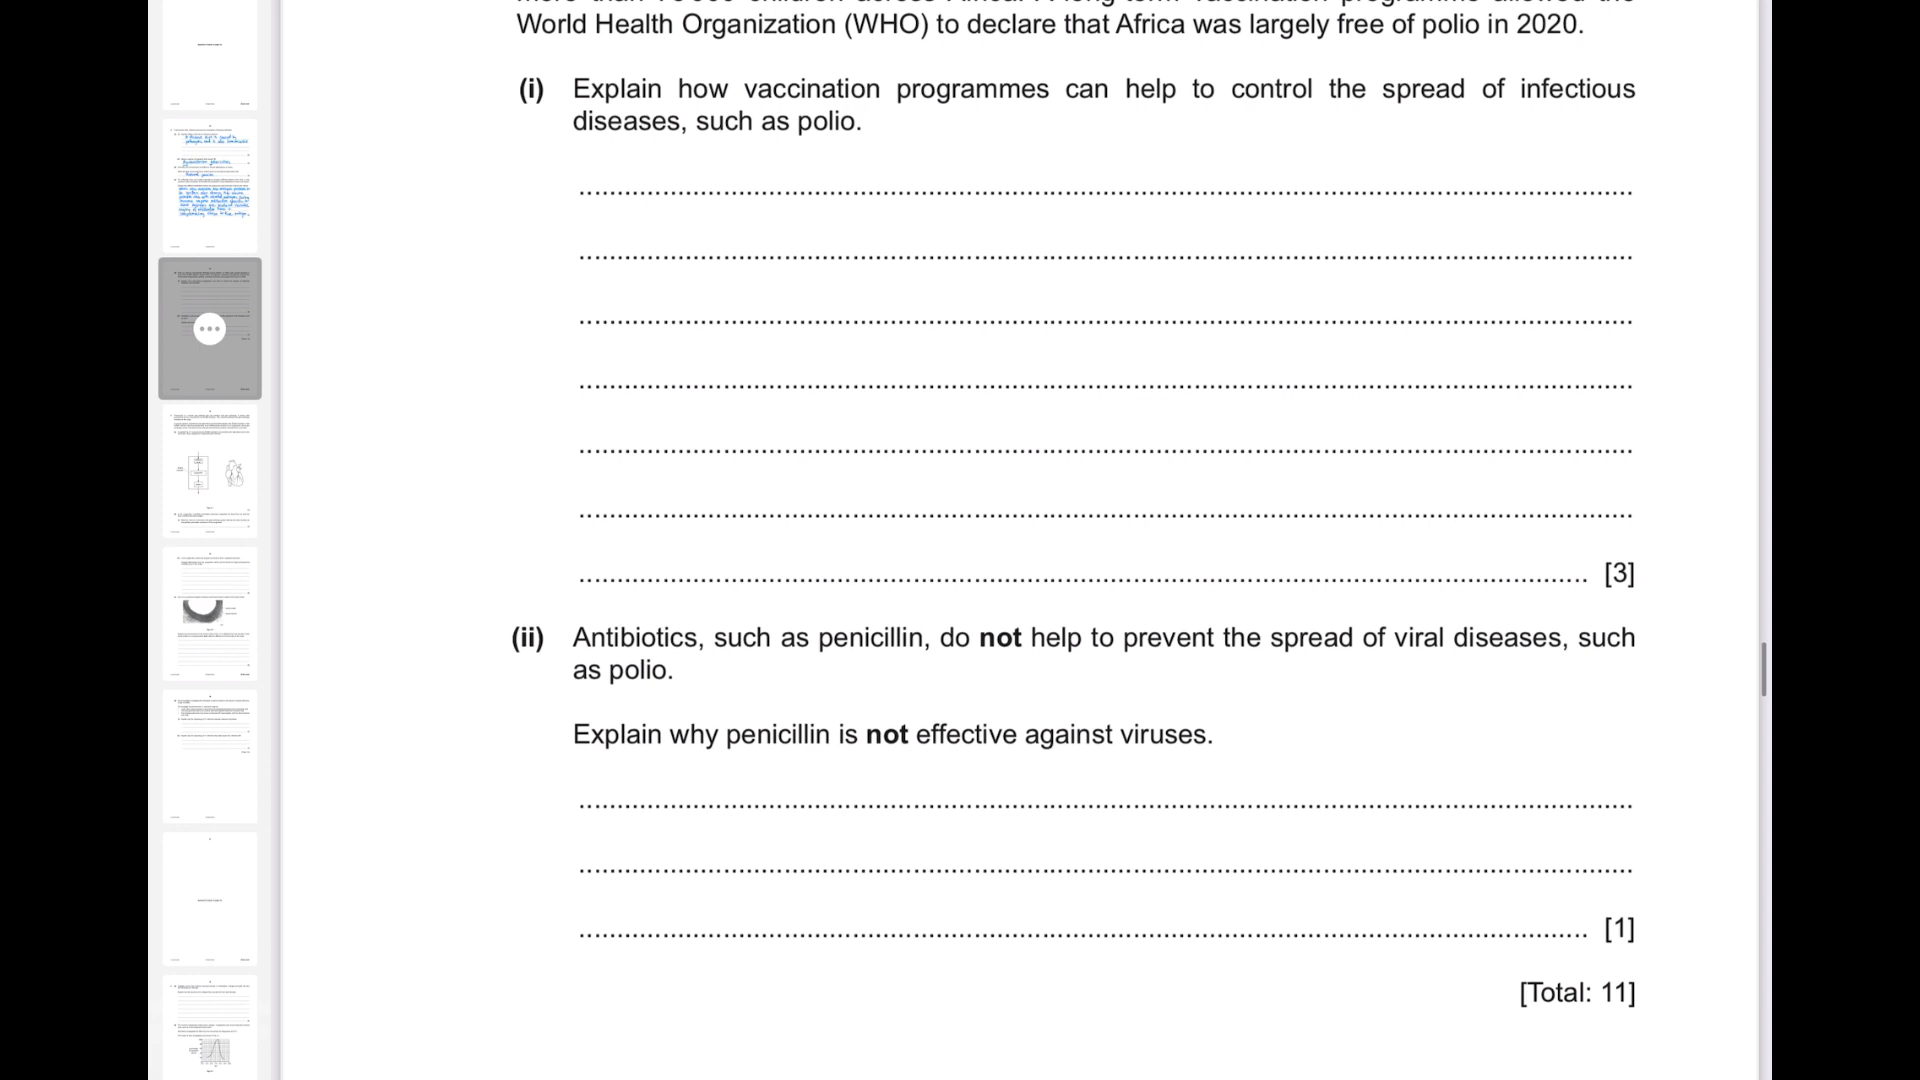 World Health Organization (WHO) to declare that Africa was largely free of polio in 2020.
(i) Explain how vaccination programmes can help to control the spread of infectious
diseases, such as polio.
[3]
(ii) Antibiotics, such as penicillin, do not help to prevent the spread of viral diseases, such
as polio.
Explain why penicillin is not effective against viruses.
[1]
[Total: 11]